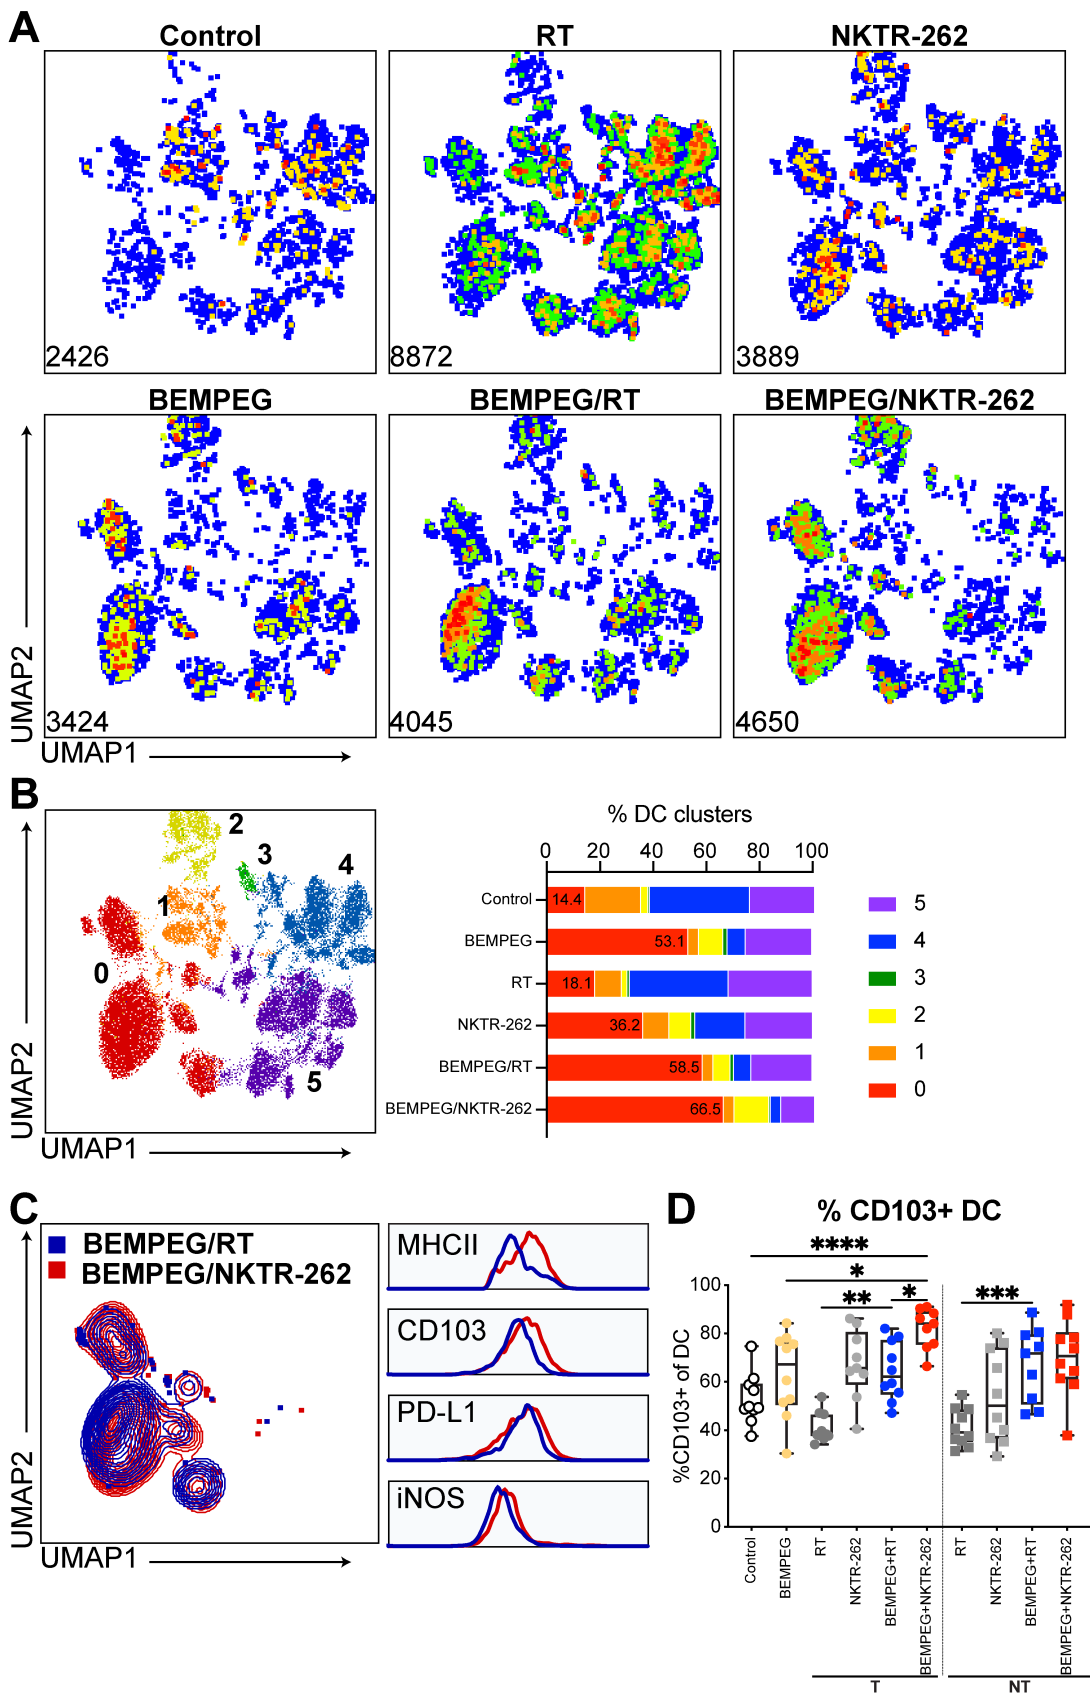 A
Control
RT
NKTR-262
2426
8872
3889
BEMPEG
BEMPEG/RT
BEMPEG/NKTR-262
3424
4045
4650
UMAP2
UMAP1
B
2
3
4
1
0
5
UMAP2
UMAP1
% DC clusters
0 20 40 60 80 100
Control 14.4
BEMPEG 53.1
RT 18.1
NKTR-262 36.2
BEMPEG/RT 58.5
BEMPEG/NKTR-262 66.5
5
4
3
2
1
0
C
BEMPEG/RT
BEMPEG/NKTR-262
UMAP2
UMAP1
MHCII
CD103
PD-L1
iNOS
D
% CD103+ DC
****
*
** *
***
%CD103+ of DC
100
80
60
40
20
0
Control
BEMPEG
RT
NKTR-262
BEMPEG+RT
BEMPEG+NKTR-262
RT
NKTR-262
BEMPEG+RT
BEMPEG+NKTR-262
T
NT